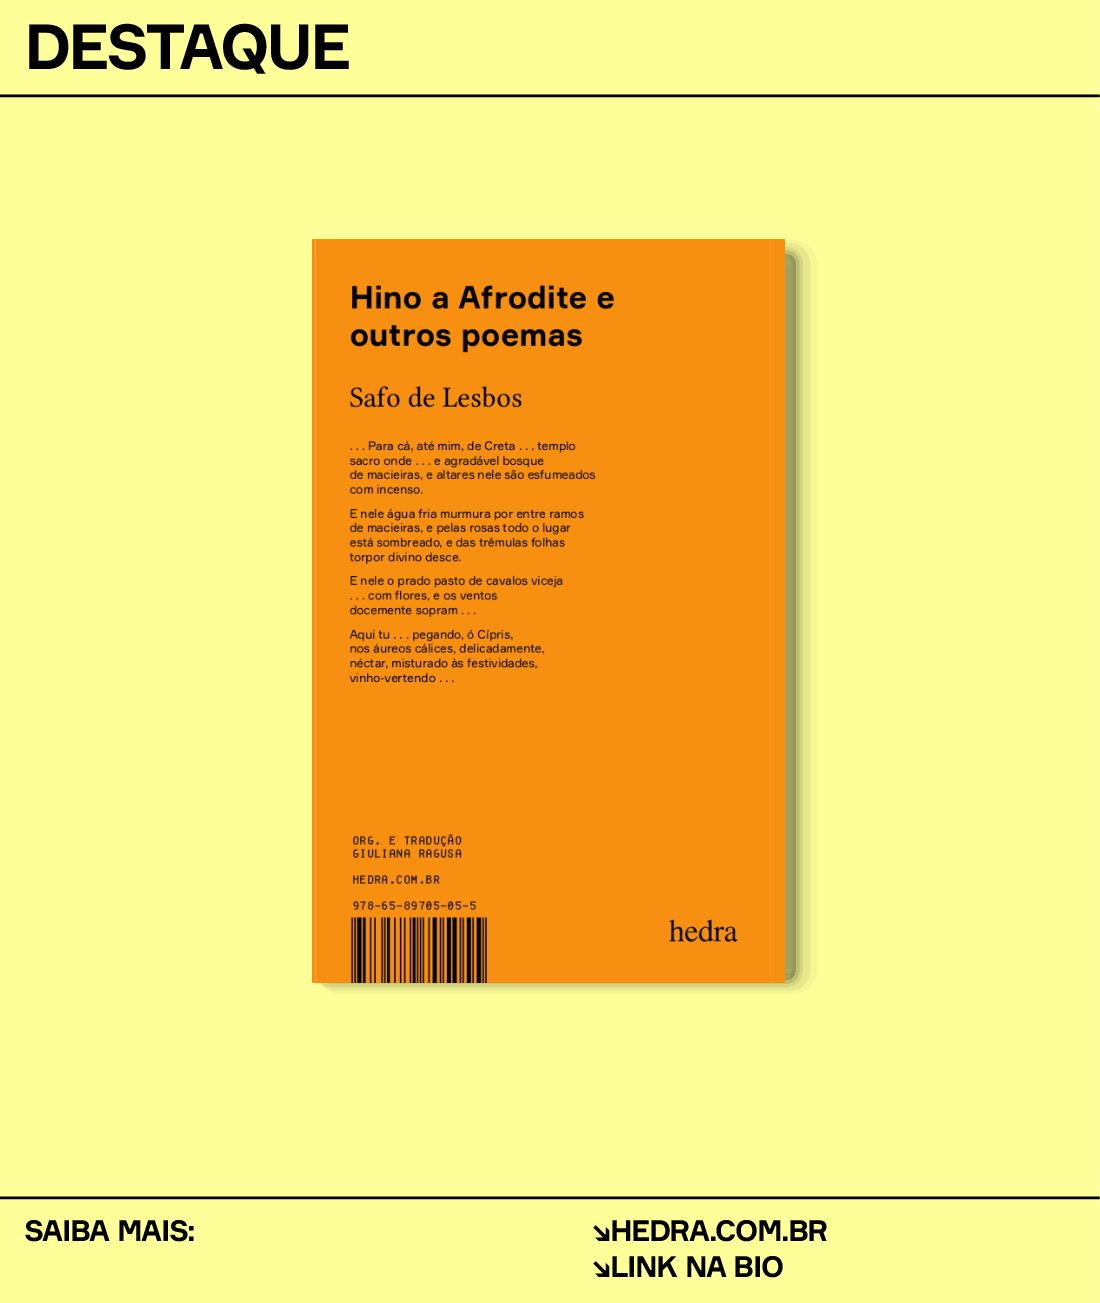 DESTAQUE
Hino a Afrodite e
outros poemas
Safo de Lesbos
. . . Para cá, até mim, de Creta . . . templo
sacro onde . . . e agradável bosque
de macieiras, e altares nele são esfumeados
com incenso.
E nele água fria murmura por entre ramos
de macieiras, e pelas rosas todo o lugar
está sombreado, e das trêmulas folhas
torpor divino desce.
E nele o prado pasto de cavalos viceja
. . . com flores, e os ventos
docemente sopram . . .
Aqui tu . . . pegando, ó Cípris,
nos áureos cálices, delicadamente,
néctar, misturado às festividades,
vinho-vertendo . . .
ORG. E TRADUÇÃO
GIULIANA RAGUSA
HEDRA.COM.BR
978-65-89705-05-5
hedra
SAIBA MAIS:
↘HEDRA.COM.BR
↘LINK NA BIO